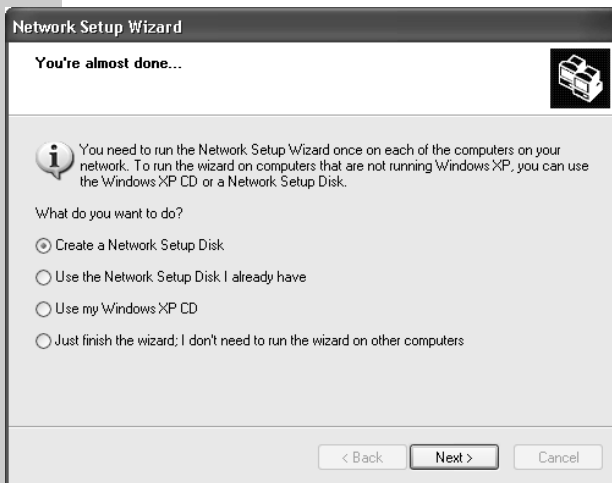 Network Setup Wizard
You're almost done...
You need to run the Network Setup Wizard once on each of the computers on your
network. To run the wizard on computers that are not running Windows XP, you can use
the Windows XP CD or a Network Setup Disk.
What do you want to do?
Create a Network Setup Disk
Use the Network Setup Disk I already have
Use my Windows XP CD
Just finish the wizard; I don't need to run the wizard on other computers
< Back Next > Cancel